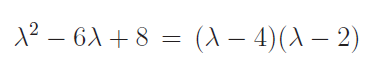 λ² − 6λ + 8 = (λ − 4)(λ − 2)